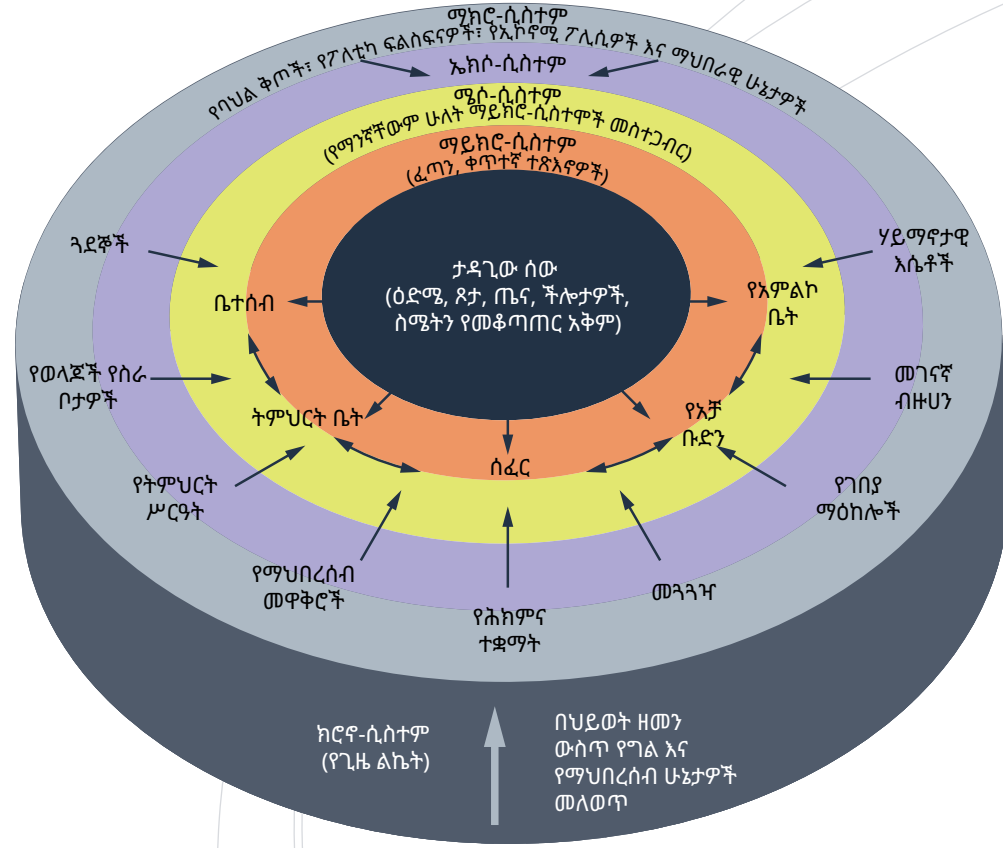 ማክሮ-ሲስተም
የባህል ቅጦች፣ የፖለቲካ ፍልስፍናዎች፣ የኢኮኖሚ ፖሊሲዎች እና ማህበራዊ ሁኔታዎች
ኤክሶ-ሲስተም
ሜሶ-ሲስተም
(የማንኛቸውም ሁለት ማይክሮ-ሲስተሞች መስተጋብር)
ማይክሮ-ሲስተም
(ፈጣን, ቀጥተኛ ተጽእኖዎች)
ታዳጊው ሰው
(ዕድሜ, ጾታ, ጤና, ችሎታዎች,
ስሜትን የመቆጣጠር አቅም)
ጓደኞች
ሃይማኖታዊ
እሴቶች
ቤተሰብ
የአምልኮ
ቤት
የወላጆች የስራ
ቦታዎች
መገናኛ
ብዙሀን
ትምህርት ቤት
የአቻ
ቡድን
ሰፈር
የትምህርት
ሥርዓት
የገበያ
ማዕከሎች
የማህበረሰብ
መዋቅሮች
የሕክምና
ተቋማት
መጓጓዣ
ክሮኖ-ሲስተም
(የጊዜ ልኬት)
በህይወት ዘመን
ውስጥ የግል እና
የማህበረሰብ ሁኔታዎች
መለወጥ